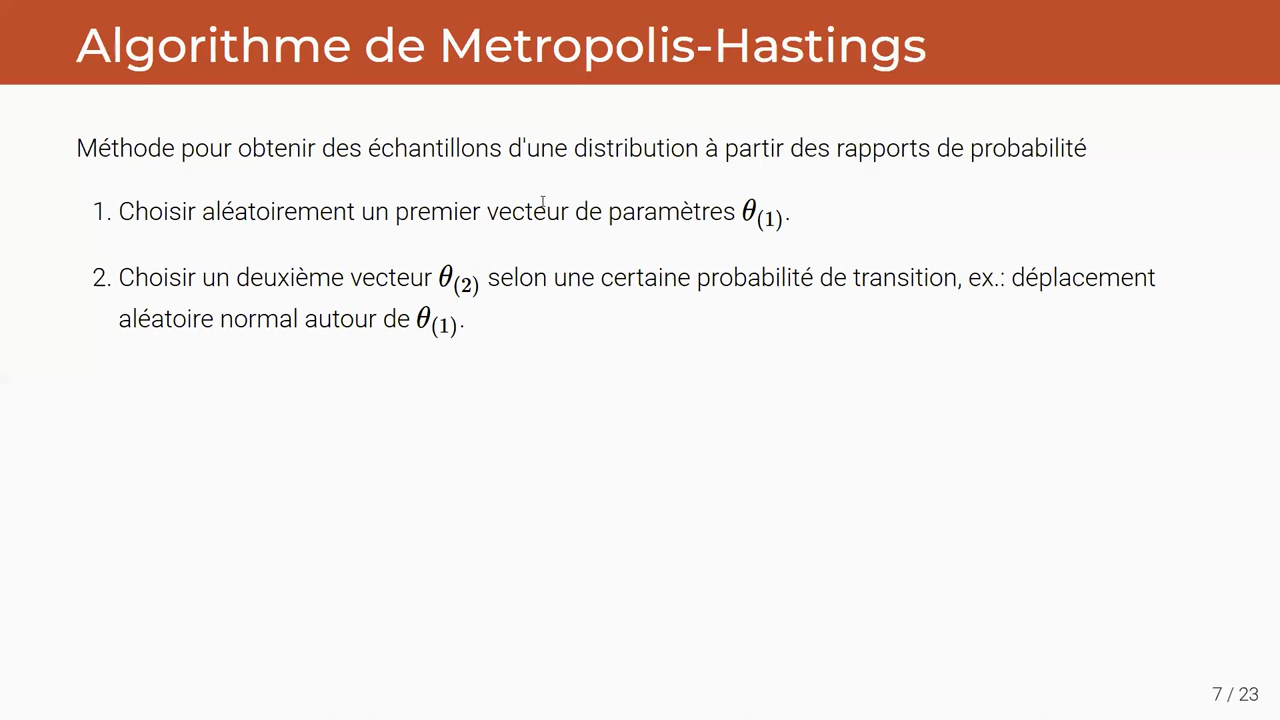 Algorithme de Metropolis-Hastings
Méthode pour obtenir des échantillons d'une distribution à partir des rapports de probabilité
1. Choisir aléatoirement un premier vecteur de paramètres θ(1).
2. Choisir un deuxième vecteur θ(2) selon une certaine probabilité de transition, ex.: déplacement
aléatoire normal autour de θ(1).
7 / 23